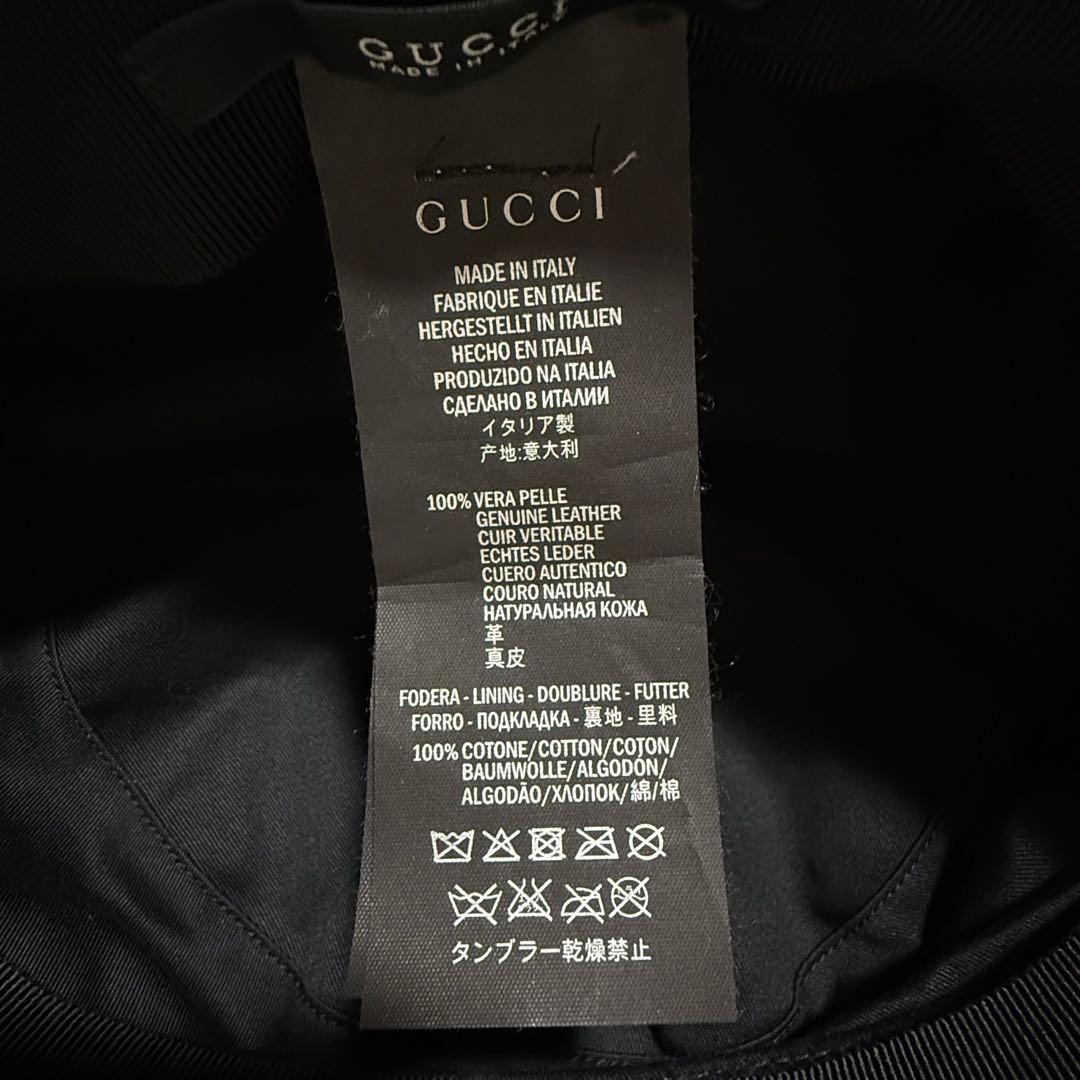 GUCCI
MADE IN ITALY
GUCCI
MADE IN ITALY
FABRIQUE EN ITALIE
HERGESTELLT IN ITALIEN
HECHO EN ITALIA
PRODUZIDO NA ITALIA
СДЕЛАНО В ИТАЛИИ
イタリア製
产地:意大利
100% VERA PELLE
GENUINE LEATHER
CUIR VERITABLE
ECHTES LEDER
CUERO AUTENTICO
COURO NATURAL
НАТУРАЛЬНАЯ КОЖА
革
真皮
FODERA - LINING - DOUBLURE - FUTTER
FORRO - ПОДКЛАДКА - 裏地 - 里料
100% COTONE/COTTON/COTON/
BAUMWOLLE/ALGODÓN/
ALGODÃO/ХЛОПОК/綿/棉
タンブラー乾燥禁止